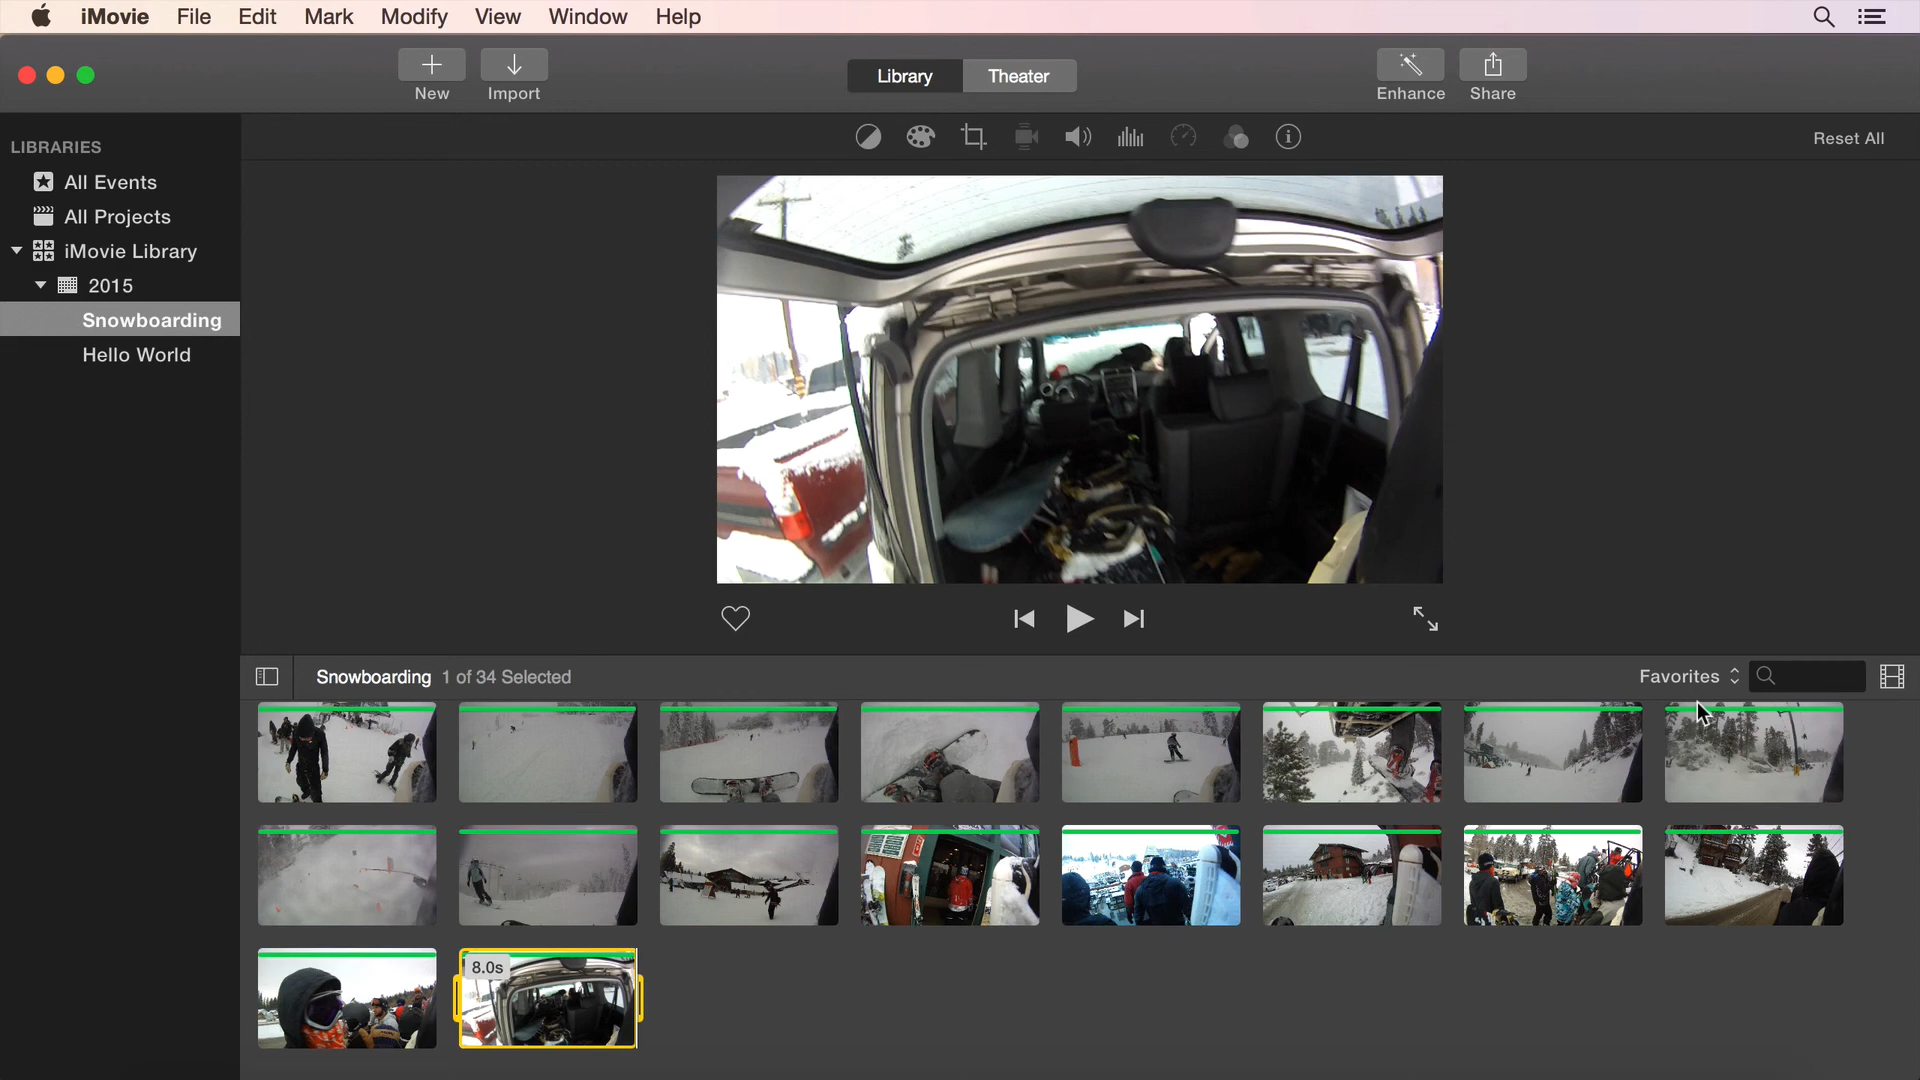 iMovie File Edit Mark Modify View Window Help
New Import Library Theater Enhance Share
LIBRARIES
Reset All
All Events
All Projects
iMovie Library
2015
Snowboarding
Hello World
Snowboarding 1 of 34 Selected Favorites
8.0s